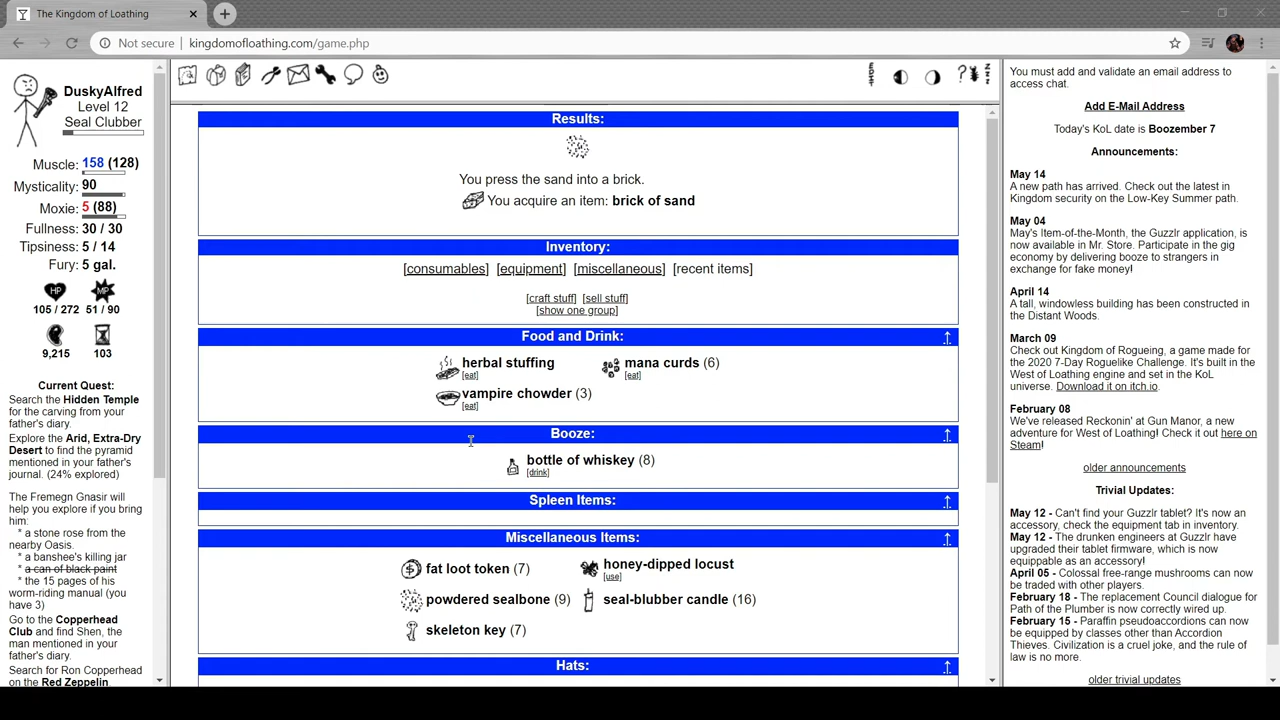 The Kingdom of Loathing
Not secure | kingdomofloathing.com/game.php
DuskyAlfred
Level 12
Seal Clubber
Muscle: 158 (128)
Mysticality: 90
Moxie: 5 (88)
Fullness: 30 / 30
Tipsiness: 5 / 14
Fury: 5 gal.
HP MP
105 / 272 51 / 90
9,215 103
Current Quest:
Search the Hidden Temple
for the carving from your
father's diary.
Explore the Arid, Extra-Dry
Desert to find the pyramid
mentioned in your father's
journal. (24% explored)
The Fremegn Gnasir will
help you explore if you bring
him:
* a stone rose from the
nearby Oasis.
* a banshee's killing jar
* a can of black paint
* the 15 pages of his
worm-riding manual (you
have 3)
Go to the Copperhead
Club and find Shen, the
man mentioned in your
father's diary.
Search for Ron Copperhead
on the Red Zeppelin.
Results:
You press the sand into a brick.
You acquire an item: brick of sand
Inventory:
[consumables] [equipment] [miscellaneous] [recent items]
[craft stuff] [sell stuff]
[show one group]
Food and Drink:
herbal stuffing
[eat]
mana curds (6)
[eat]
vampire chowder (3)
[eat]
Booze:
bottle of whiskey (8)
[drink]
Spleen Items:
Miscellaneous Items:
fat loot token (7)
honey-dipped locust
[use]
powdered sealbone (9)
seal-blubber candle (16)
skeleton key (7)
Hats:
You must add and validate an email address to
access chat.
Add E-Mail Address
Today's KoL date is Boozember 7
Announcements:
May 14
A new path has arrived. Check out the latest in
Kingdom security on the Low-Key Summer path.
May 04
May's Item-of-the-Month, the Guzzlr application, is
now available in Mr. Store. Participate in the gig
economy by delivering booze to strangers in
exchange for fake money!
April 14
A tall, windowless building has been constructed in
the Distant Woods.
March 09
Check out Kingdom of Rogueing, a game made for
the 2020 7-Day Roguelike Challenge. It's built in the
West of Loathing engine and set in the KoL
universe. Download it on itch.io.
February 08
We've released Reckonin' at Gun Manor, a new
adventure for West of Loathing! Check it out here on
Steam!
older announcements
Trivial Updates:
May 12 - Can't find your Guzzlr tablet? It's now an
accessory, check the equipment tab in inventory.
May 12 - The drunken engineers at Guzzlr have
upgraded their tablet firmware, which is now
equippable as an accessory!
April 05 - Colossal free-range mushrooms can now
be traded with other players.
February 18 - The replacement Council dialogue for
Path of the Plumber is now correctly wired up.
February 15 - Paraffin pseudoaccordions can now
be equipped by classes other than Accordion
Thieves. Civilization is a cruel joke, and the rule of
law is no more.
older trivial updates